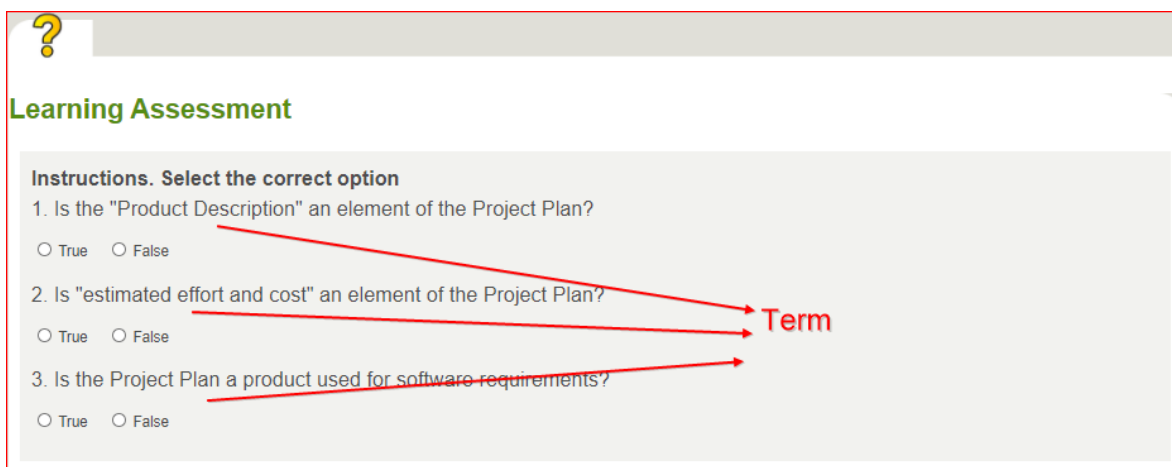 ?
Learning Assessment
Instructions. Select the correct option
1. Is the "Product Description" an element of the Project Plan?
True False
2. Is "estimated effort and cost" an element of the Project Plan?
Term
True False
3. Is the Project Plan a product used for software requirements?
True False